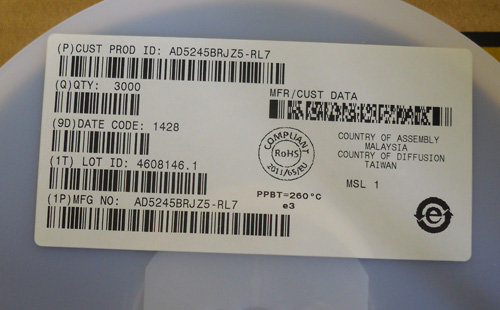 (P)CUST PROD ID: AD5245BRJZ5-RL7
(Q)QTY: 3000
MFR/CUST DATA
(9D)DATE CODE: 1428
COMPLIANT
RoHS
2011/65/EU
COUNTRY OF ASSEMBLY
MALAYSIA
COUNTRY OF DIFFUSION
TAIWAN
(1T) LOT ID: 4608146.1
MSL 1
PPBT=260°C
e3
(1P)MFG NO: AD5245BRJZ5-RL7
e